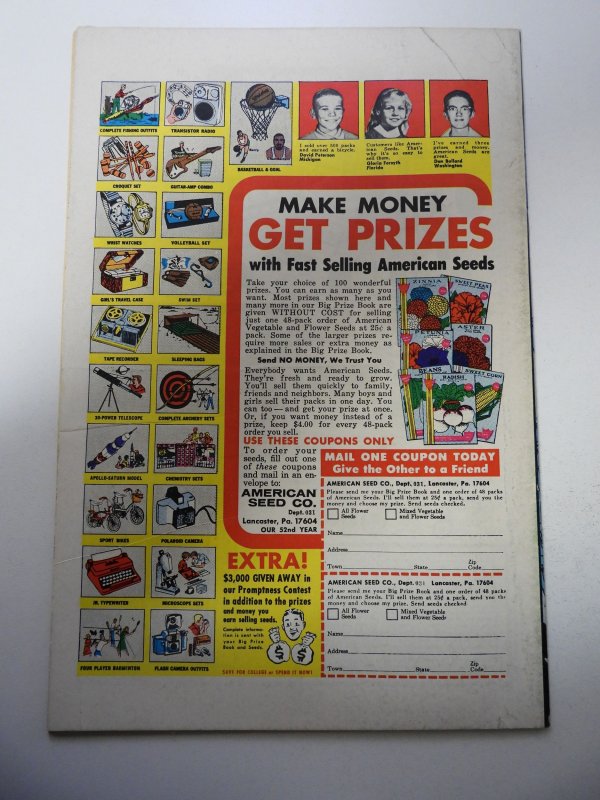 COMPLETE FISHING OUTFITS
TRANSISTOR RADIO
BASKETBALL & GOAL
CROQUET SET
GUITAR-AMP COMBO
WRIST WATCHES
VOLLEYBALL SET
GIRL'S TRAVEL CASE
SWIM SET
TAPE RECORDER
SLEEPING BAGS
30-POWER TELESCOPE
COMPLETE ARCHERY SETS
APOLLO-SATURN MODEL
CHEMISTRY SETS
SPORT BIKES
POLAROID CAMERA
JR. TYPEWRITER
MICROSCOPE SETS
FOUR PLAYER BADMINTON
FLASH CAMERA OUTFITS
I sold over 500 packs
and earned a bicycle.
David Peterson
Michigan
Customers like Amer-
ican Seeds. That's
why it's so easy to
sell them.
Gloria Forsyth
Florida
I've earned three
prizes and money.
American Seeds are
great.
Don Bolland
Washington
MAKE MONEY
GET PRIZES
with Fast Selling American Seeds
Take your choice of 100 wonderful
prizes. You can earn as many as you
want. Most prizes shown here and
many more in our Big Prize Book are
given WITHOUT COST for selling
just one 48-pack order of American
Vegetable and Flower Seeds at 25¢ a
pack. Some of the larger prizes re-
quire more sales or extra money as
explained in the Big Prize Book.
Send NO MONEY, We Trust You
Everybody wants American Seeds.
They're fresh and ready to grow.
You'll sell them quickly to family,
friends and neighbors. Many boys and
girls sell their packs in one day. You
can too — and get your prize at once.
Or, if you want money instead of a
prize, keep $4.00 for every 48-pack
order you sell.
ZINNIA
SWEET PEAS
PETUNIA
ASTER
BEANS
RADISH
SWEET CORN
USE THESE COUPONS ONLY
To order your
seeds, fill out one
of these coupons
and mail in an en-
velope to:
AMERICAN
SEED CO.
Dept. 021
Lancaster, Pa. 17604
OUR 52nd YEAR
MAIL ONE COUPON TODAY
Give the Other to a Friend
AMERICAN SEED CO., Dept. 021, Lancaster, Pa. 17604
Please send me your Big Prize Book and one order of 48 packs
of American Seeds. I'll sell them at 25¢ a pack, send you the
money and choose my prize. Send seeds checked.
All Flower
Seeds
Mixed Vegetable
and Flower Seeds
Name
Address
Town State Zip Code
AMERICAN SEED CO., Dept. 021 Lancaster, Pa. 17604
Please send me your Big Prize Book and one order of 48 packs
of American Seeds. I'll sell them at 25¢ a pack, send you the
money and choose my prize. Send seeds checked
All Flower
Seeds
Mixed Vegetable
and Flower Seeds
Name
Address
Town State Zip Code
EXTRA!
$3,000 GIVEN AWAY in
our Promptness Contest
in addition to the prizes
and money you
earn selling seeds.
Complete informa-
tion is sent with
your Big Prize
Book and Seeds.
$ $
SAVE FOR COLLEGE or SPEND IT NOW!